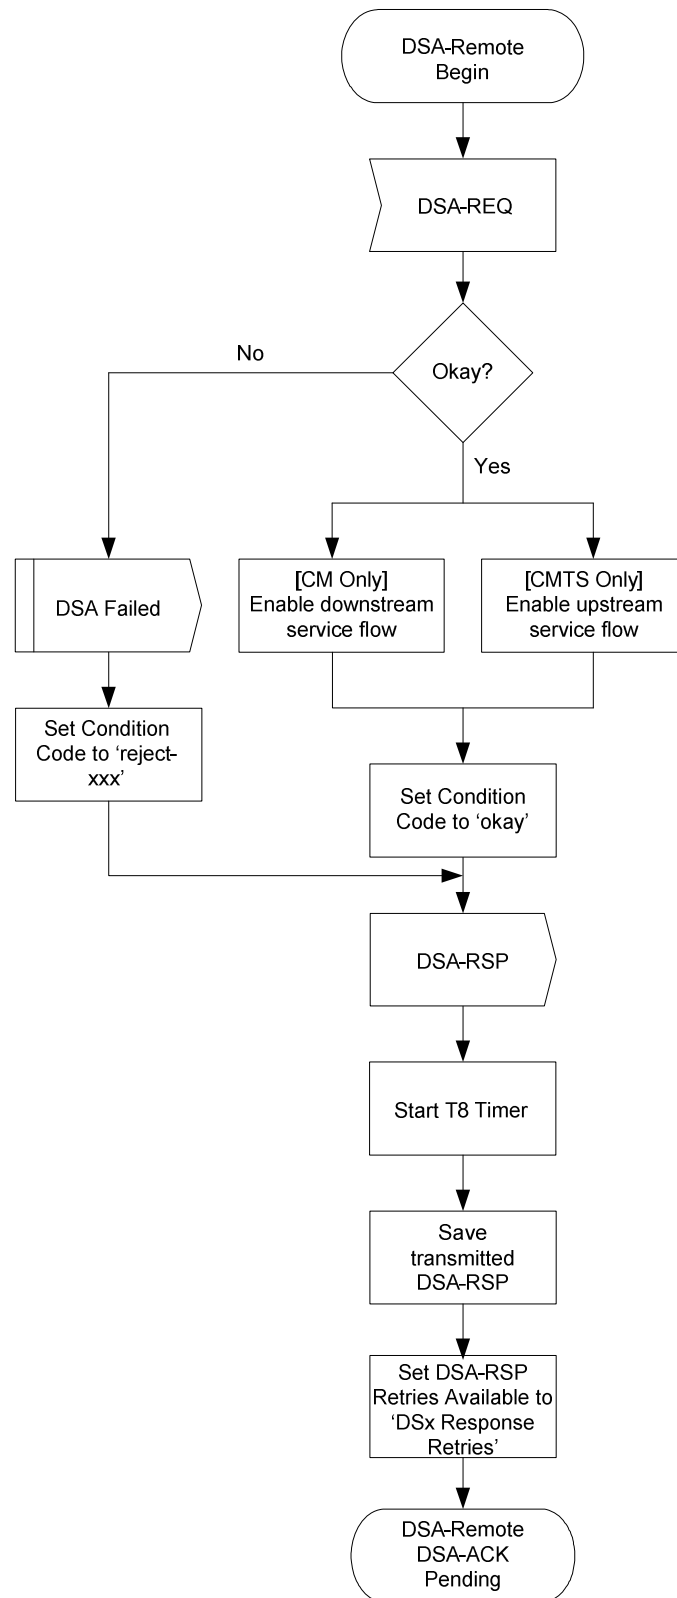 DSA-Remote
Begin
DSA-REQ
Okay?
No
Yes
DSA Failed
[CM Only]
Enable downstream
service flow
[CMTS Only]
Enable upstream
service flow
Set Condition
Code to ‘reject-
xxx’
Set Condition
Code to ‘okay’
DSA-RSP
Start T8 Timer
Save
transmitted
DSA-RSP
Set DSA-RSP
Retries Available to
‘DSx Response
Retries’
DSA-Remote
DSA-ACK
Pending